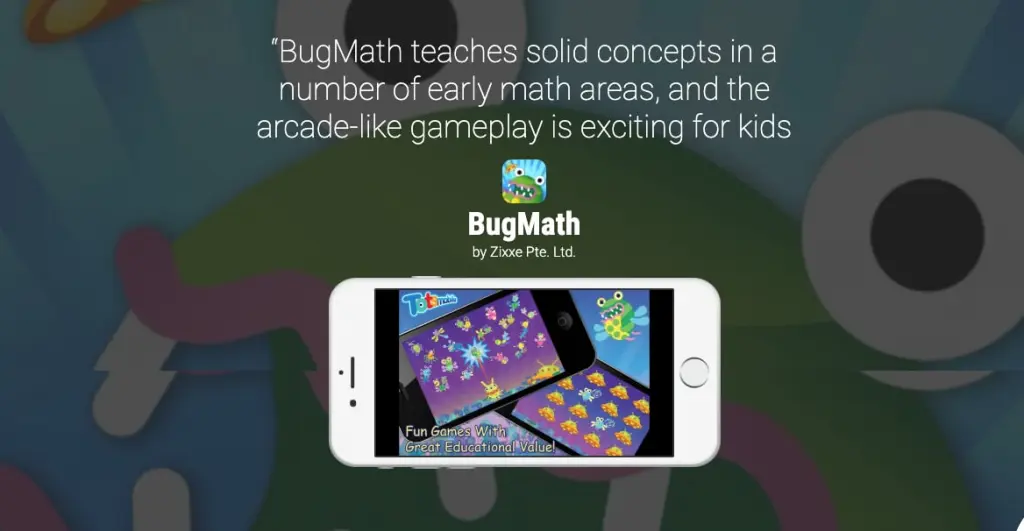 “BugMath teaches solid concepts in a
number of early math areas, and the
arcade-like gameplay is exciting for kids
BugMath
by Zixxe Pte. Ltd.
Fun Games With
Great Educational Value!